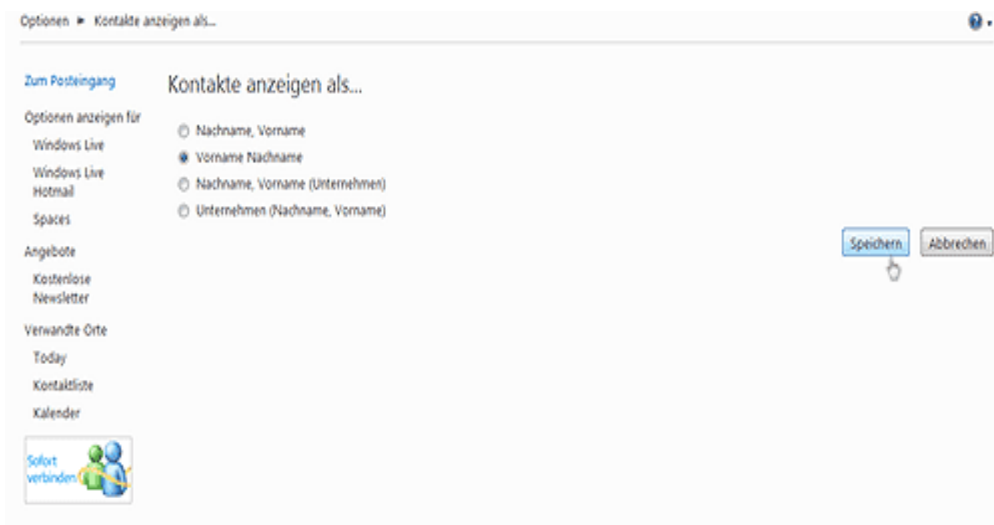 Optionen ► Kontakte anzeigen als...
Zum Posteingang
Kontakte anzeigen als...
Optionen anzeigen für
Windows Live
Windows Live
Hotmail
Spaces
Angebote
Kostenlose
Newsletter
Verwandte Orte
Today
Kontaktliste
Kalender
Sofort
verbinden
Nachname, Vorname
Vorname Nachname
Nachname, Vorname (Unternehmen)
Unternehmen (Nachname, Vorname)
Speichern
Abbrechen